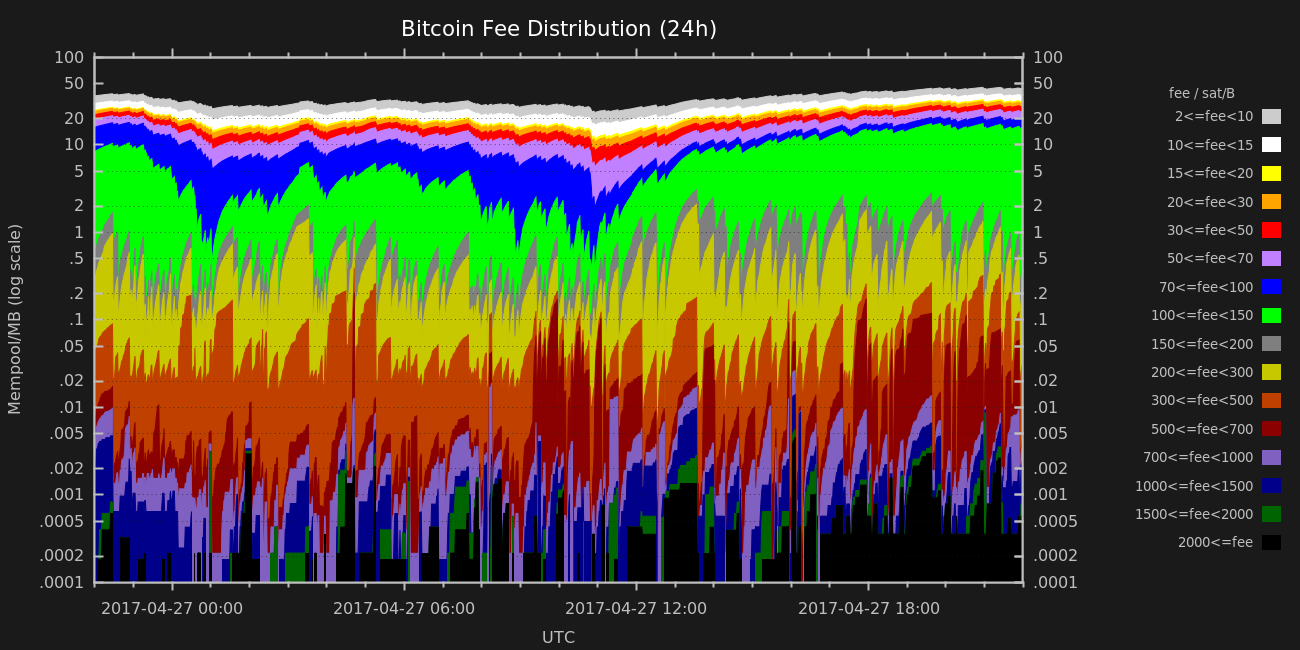 Bitcoin Fee Distribution (24h)
100
50
20
10
5
2
1
.5
.2
.1
.05
.02
.01
.005
.002
.001
.0005
.0002
.0001
Mempool/MB (log scale)
100
50
20
10
5
2
1
.5
.2
.1
.05
.02
.01
.005
.002
.001
.0005
.0002
.0001
2017-04-27 00:00
2017-04-27 06:00
2017-04-27 12:00
2017-04-27 18:00
UTC
fee / sat/B
2<=fee<10
10<=fee<15
15<=fee<20
20<=fee<30
30<=fee<50
50<=fee<70
70<=fee<100
100<=fee<150
150<=fee<200
200<=fee<300
300<=fee<500
500<=fee<700
700<=fee<1000
1000<=fee<1500
1500<=fee<2000
2000<=fee